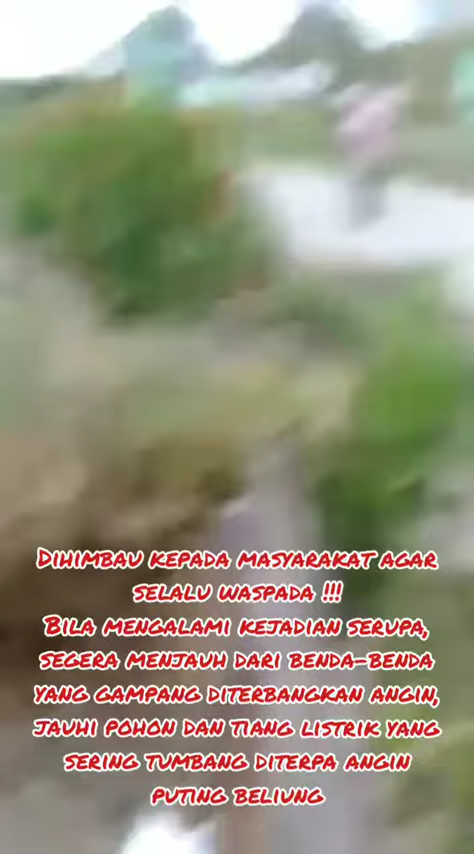 DIHIMBAU KEPADA MASYARAKAT AGAR
SELALU WASPADA !!!
BILA MENGALAMI KEJADIAN SERUPA,
SEGERA MENJAUH DARI BENDA-BENDA
YANG GAMPANG DITERBANGKAN ANGIN,
JAUHI POHON DAN TIANG LISTRIK YANG
SERING TUMBANG DITERPA ANGIN
PUTING BELIUNG